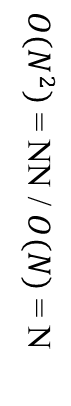 O(N²) = NN / O(N) = N